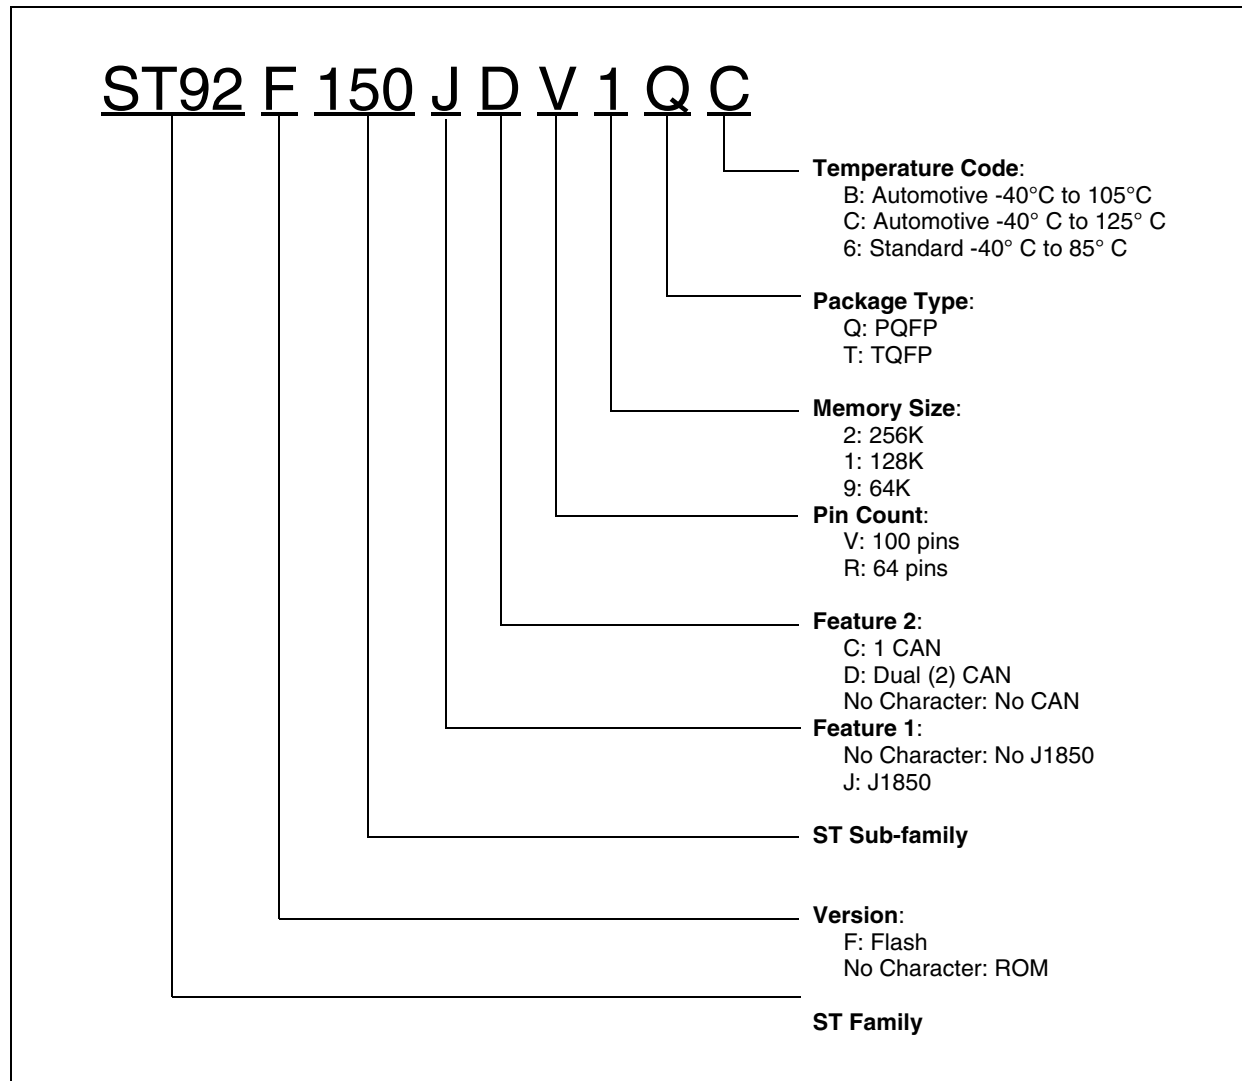 ST92 F 150 J D V 1 Q C
Temperature Code:
B: Automotive -40°C to 105°C
C: Automotive -40° C to 125° C
6: Standard -40° C to 85° C
Package Type:
Q: PQFP
T: TQFP
Memory Size:
2: 256K
1: 128K
9: 64K
Pin Count:
V: 100 pins
R: 64 pins
Feature 2:
C: 1 CAN
D: Dual (2) CAN
No Character: No CAN
Feature 1:
No Character: No J1850
J: J1850
ST Sub-family
Version:
F: Flash
No Character: ROM
ST Family